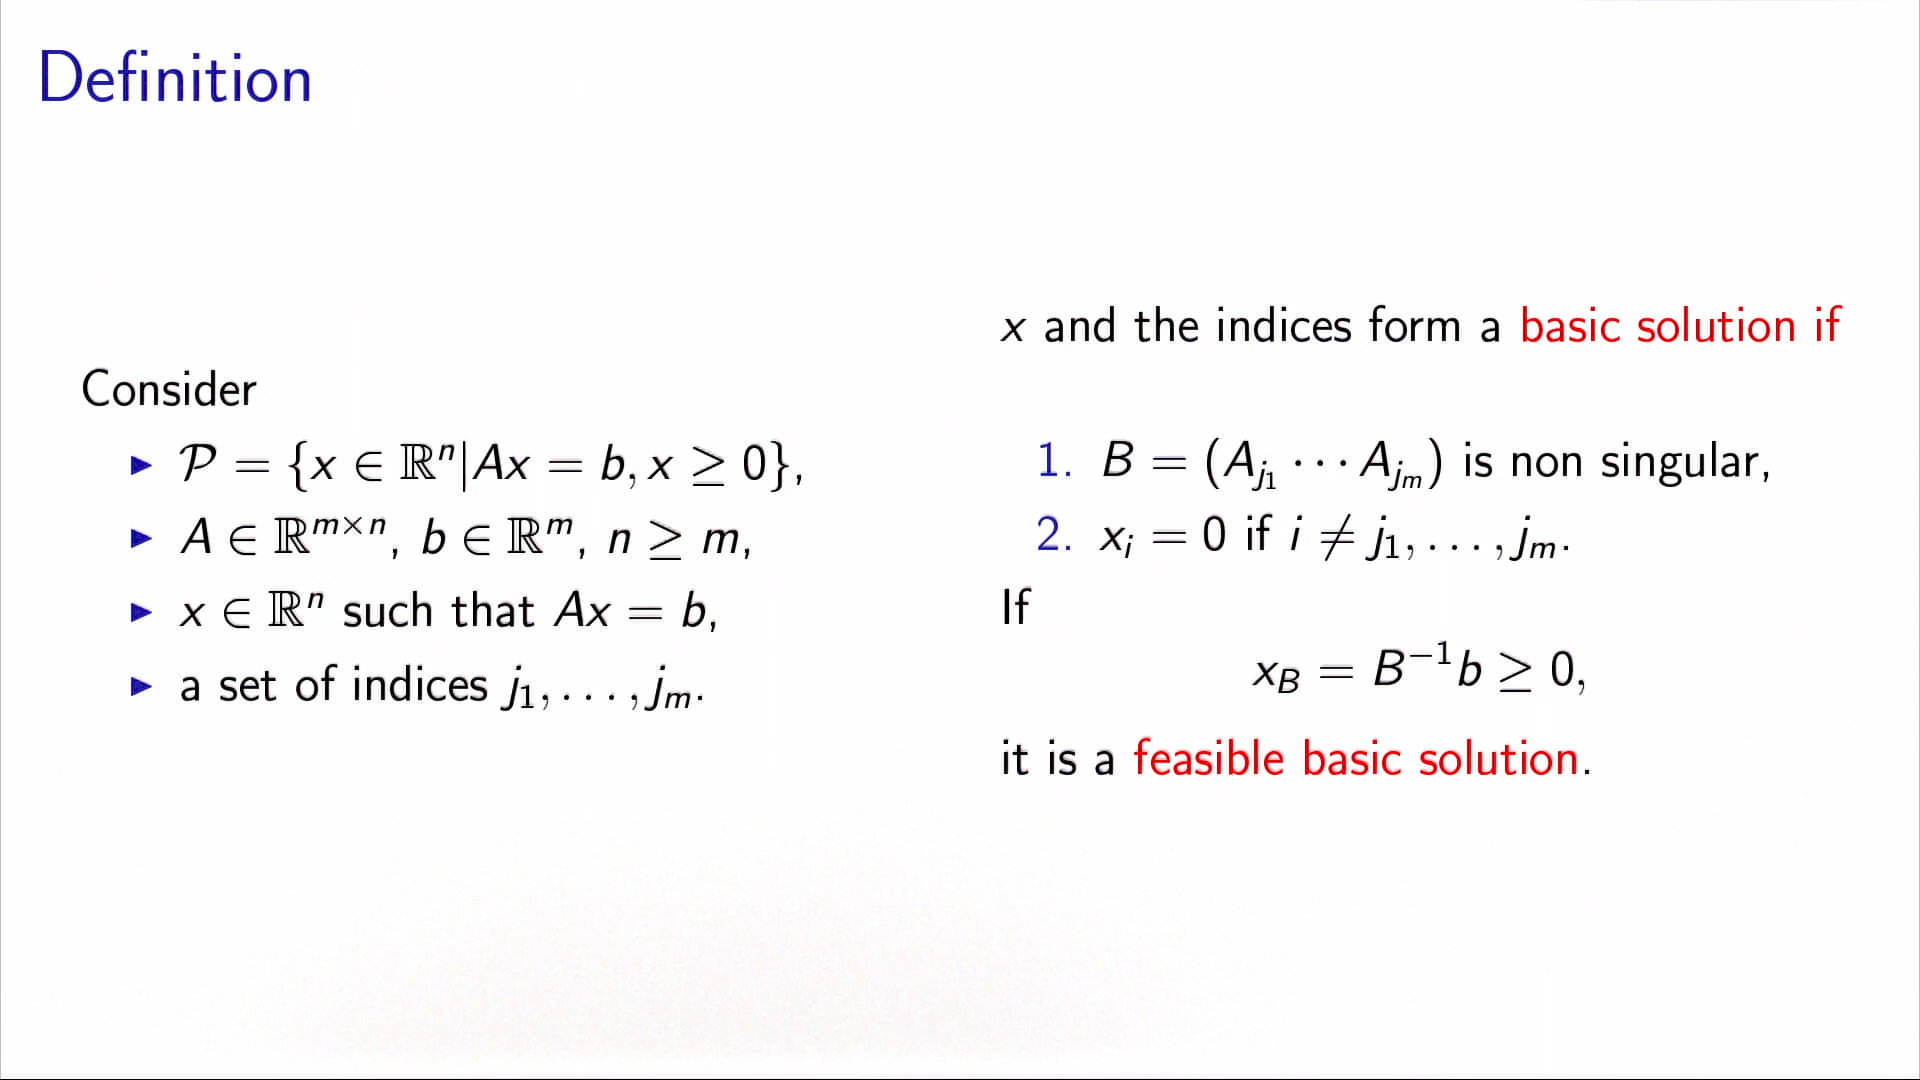 Definition
Consider
▶ 𝒫 = {x ∈ ℝⁿ|Ax = b, x ≥ 0},
▶ A ∈ ℝ^{m×n}, b ∈ ℝ^m, n ≥ m,
▶ x ∈ ℝⁿ such that Ax = b,
▶ a set of indices j₁, . . . , jₘ.
x and the indices form a basic solution if
1. B = (A_{j₁} ⋯ A_{jₘ}) is non singular,
2. xᵢ = 0 if i ≠ j₁, . . . , jₘ.
If
x_B = B⁻¹b ≥ 0,
it is a feasible basic solution.